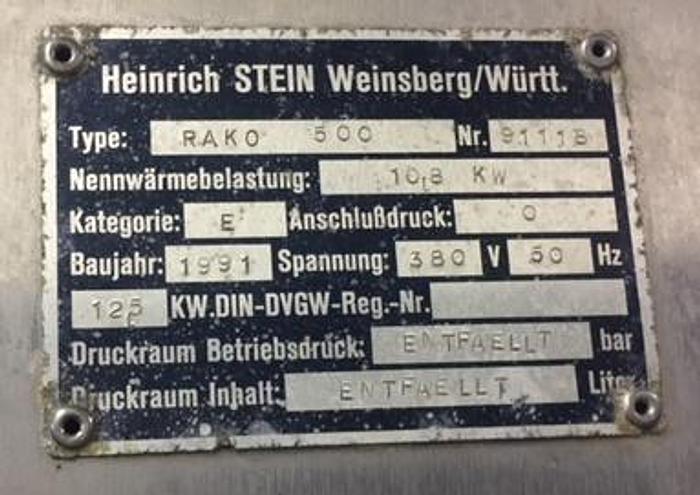 Heinrich STEIN Weinsberg/Württ.
Type: RAKO 500 Nr. 91118
Nennwärmebelastung: 10,8 KW
Kategorie: E Anschlußdruck: 0
Baujahr: 1991 Spannung: 380 V 50 Hz
125 KW.DIN-DVGW-Reg.-Nr.
Druckraum Betriebsdruck: ENTFAELLT bar
Druckraum Inhalt: ENTFAELLT Liter